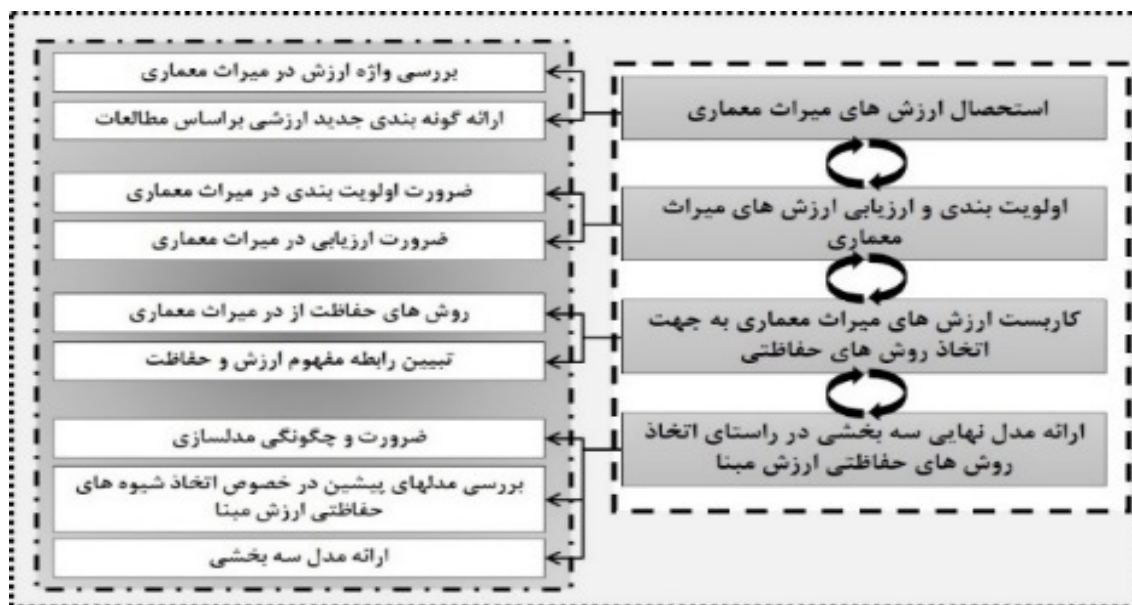 استحصال ارزش های میراث معماری
بررسی واژه ارزش در میراث معماری
ارائه گونه بندی جدید ارزشی براساس مطالعات
اولویت بندی و ارزیابی ارزش های میراث
معماری
ضرورت اولویت بندی در میراث معماری
ضرورت ارزیابی در میراث معماری
کاربست ارزش های میراث معماری به جهت
اتخاذ روش های حفاظتی
روش های حفاظت از در میراث معماری
تبیین رابطه مفهوم ارزش و حفاظت
ارائه مدل نهایی سه بخشی در راستای اتخاذ
روش های حفاظتی ارزش مبنا
ضرورت و چگونگی مدلسازی
بررسی مدلهای پیشین در خصوص اتخاذ شیوه های
حفاظتی ارزش مبنا
ارائه مدل سه بخشی